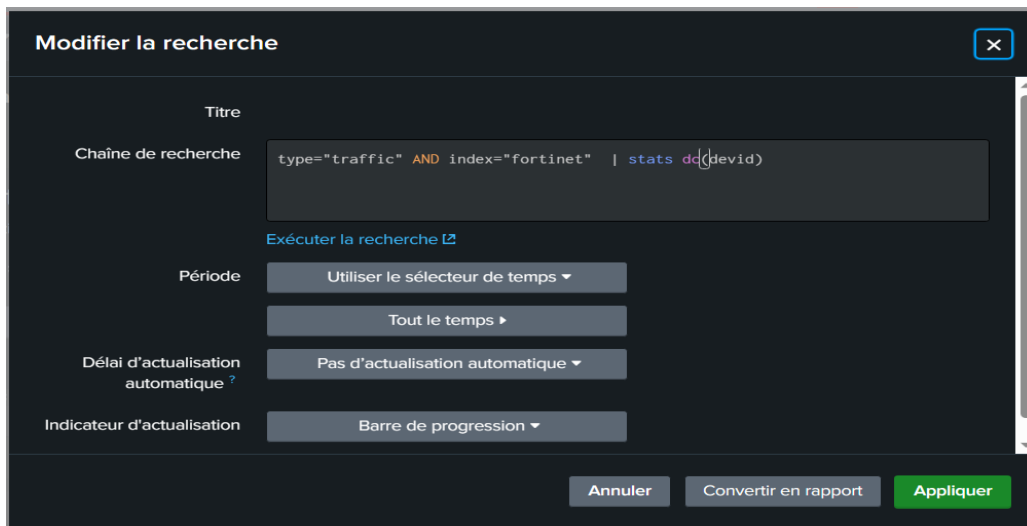 Modifier la recherche
Titre
Chaîne de recherche
type="traffic" AND index="fortinet"  | stats dc(devid)
Exécuter la recherche
Période
Utiliser le sélecteur de temps
Tout le temps
Délai d'actualisation
automatique ?
Pas d'actualisation automatique
Indicateur d'actualisation
Barre de progression
Annuler
Convertir en rapport
Appliquer